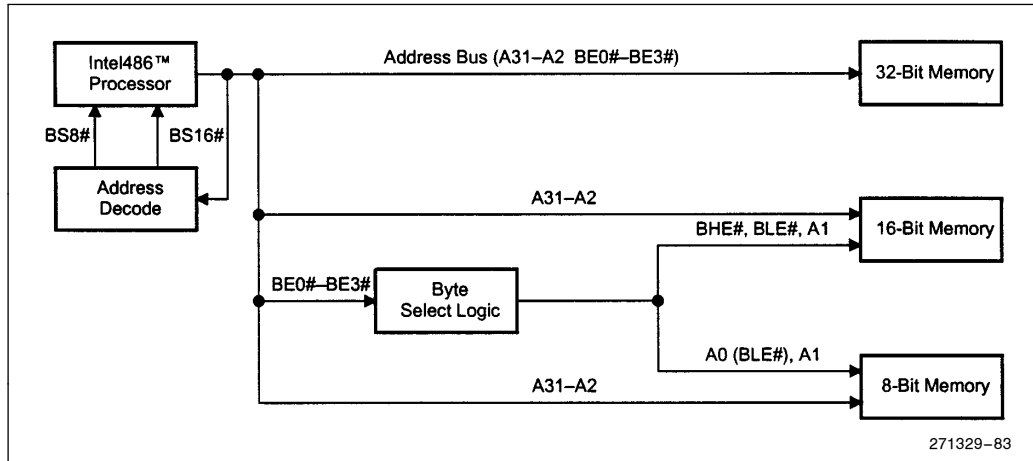 Intel486™
Processor
Address Bus (A31–A2 BE0#–BE3#)
32-Bit Memory
BS8#
BS16#
Address
Decode
A31–A2
16-Bit Memory
BHE#, BLE#, A1
BE0#–BE3#
Byte
Select Logic
A0 (BLE#), A1
A31–A2
8-Bit Memory
271329–83